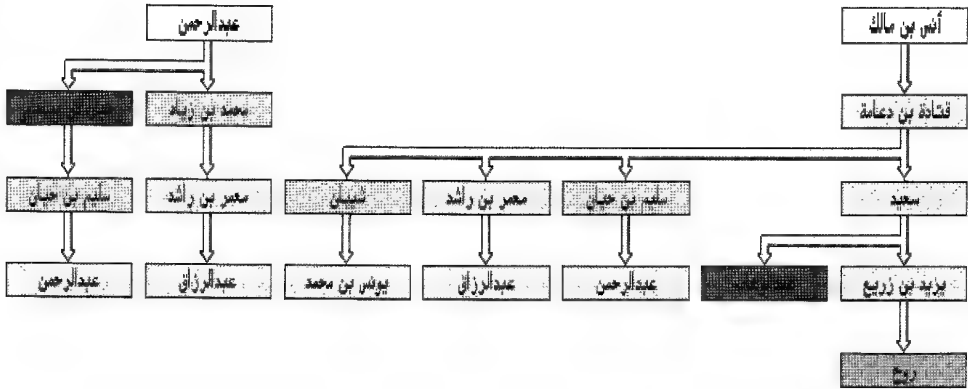 أنس بن مالك
عبدالرحمن
قتادة بن دعامة
محمد بن زياد
سعيد
سليم بن حيان
معمر بن راشد
شيبان
معمر بن راشد
سليم بن حيان
يزيد بن زريع
عبدالرحمن
عبدالرزاق
يونس بن محمد
عبدالرزاق
عبدالرحمن
روح